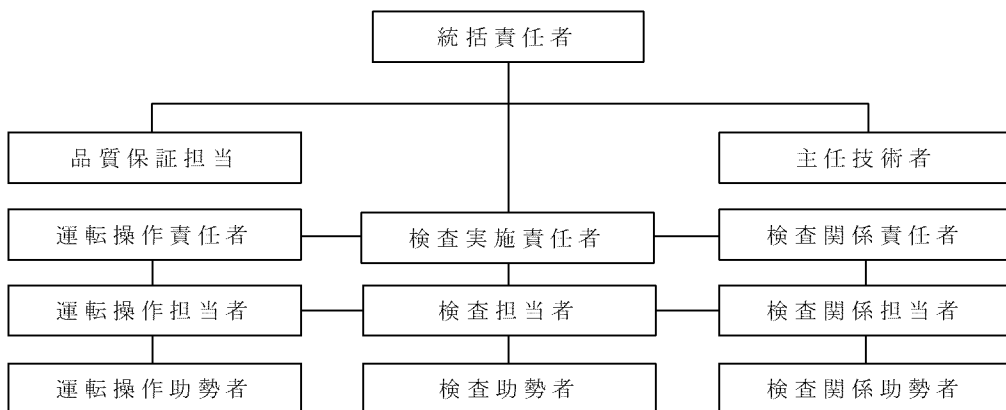 統括責任者
品質保証担当
主任技術者
運転操作責任者
検査実施責任者
検査関係責任者
運転操作担当者
検査担当者
検査関係担当者
運転操作助勢者
検査助勢者
検査関係助勢者